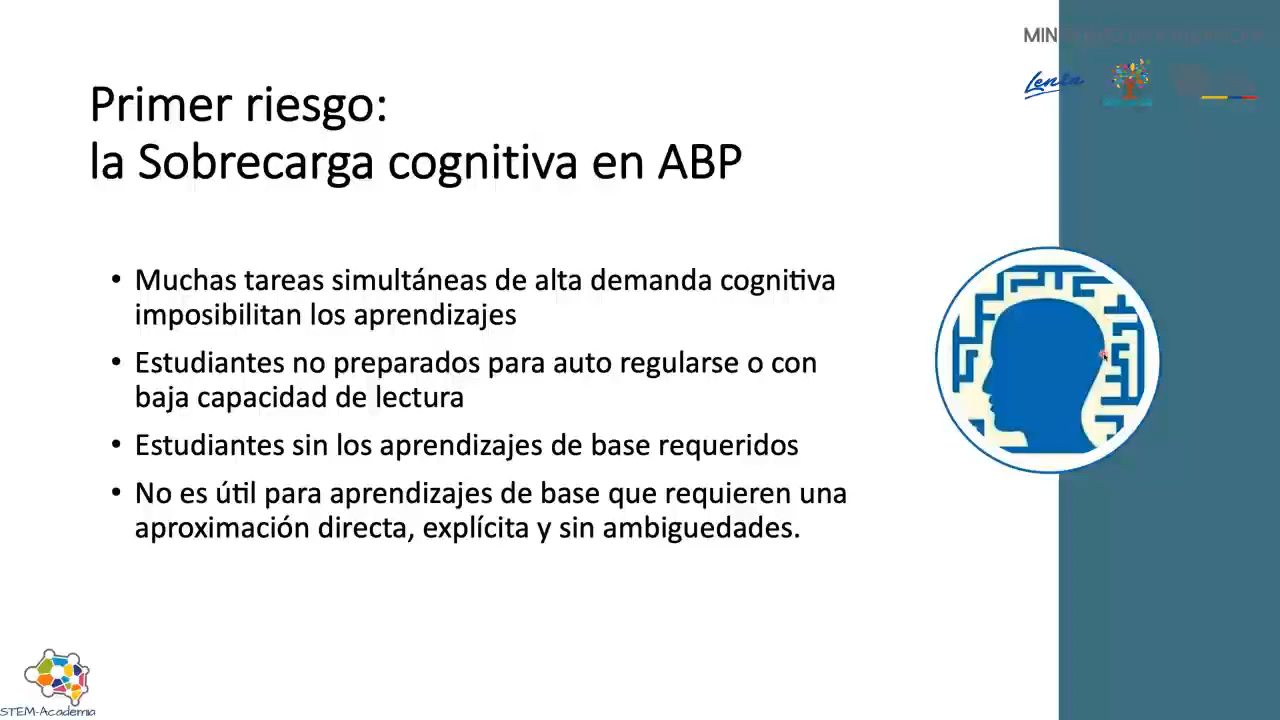 Primer riesgo:
la Sobrecarga cognitiva en ABP
• Muchas tareas simultáneas de alta demanda cognitiva
imposibilitan los aprendizajes
• Estudiantes no preparados para auto regularse o con
baja capacidad de lectura
• Estudiantes sin los aprendizajes de base requeridos
• No es útil para aprendizajes de base que requieren una
aproximación directa, explícita y sin ambiguedades.
Lenín
STEM-Academia